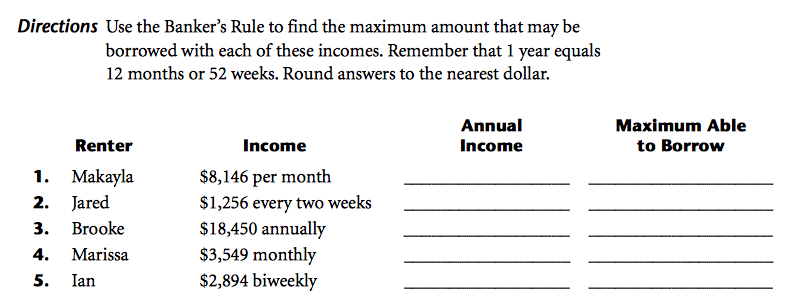 Directions Use the Banker's Rule to find the maximum amount that may be
borrowed with each of these incomes. Remember that 1 year equals
12 months or 52 weeks. Round answers to the nearest dollar.
Annual Maximum Able
Renter Income Income to Borrow
1. Makayla $8,146 per month
2. Jared $1,256 every two weeks
3. Brooke $18,450 annually
4. Marissa $3,549 monthly
5. Ian $2,894 biweekly